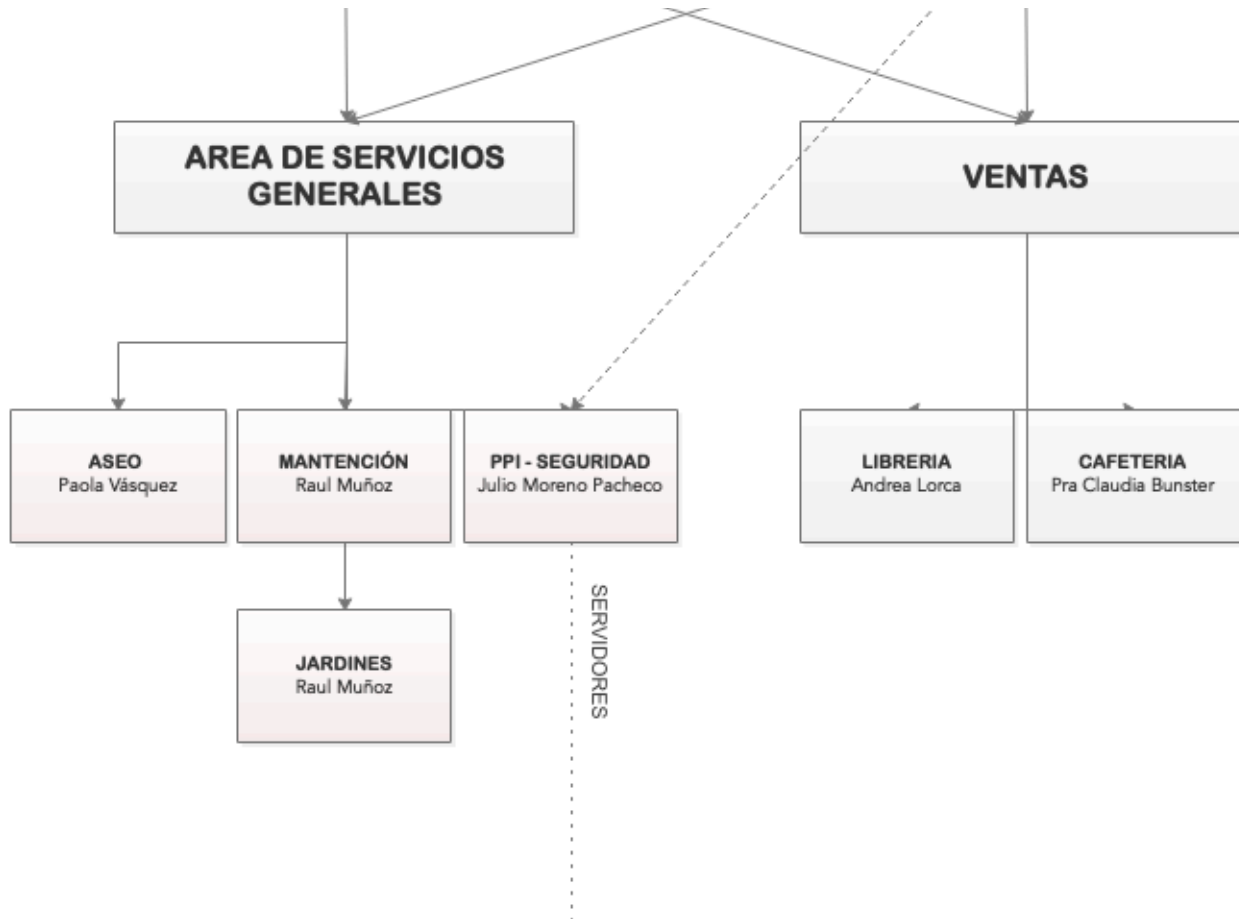 AREA DE SERVICIOS
GENERALES
VENTAS
ASEO
Paola Vásquez
MANTENCIÓN
Raul Muñoz
PPI - SEGURIDAD
Julio Moreno Pacheco
LIBRERIA
Andrea Lorca
CAFETERIA
Pra Claudia Bunster
SERVIDORES
JARDINES
Raul Muñoz